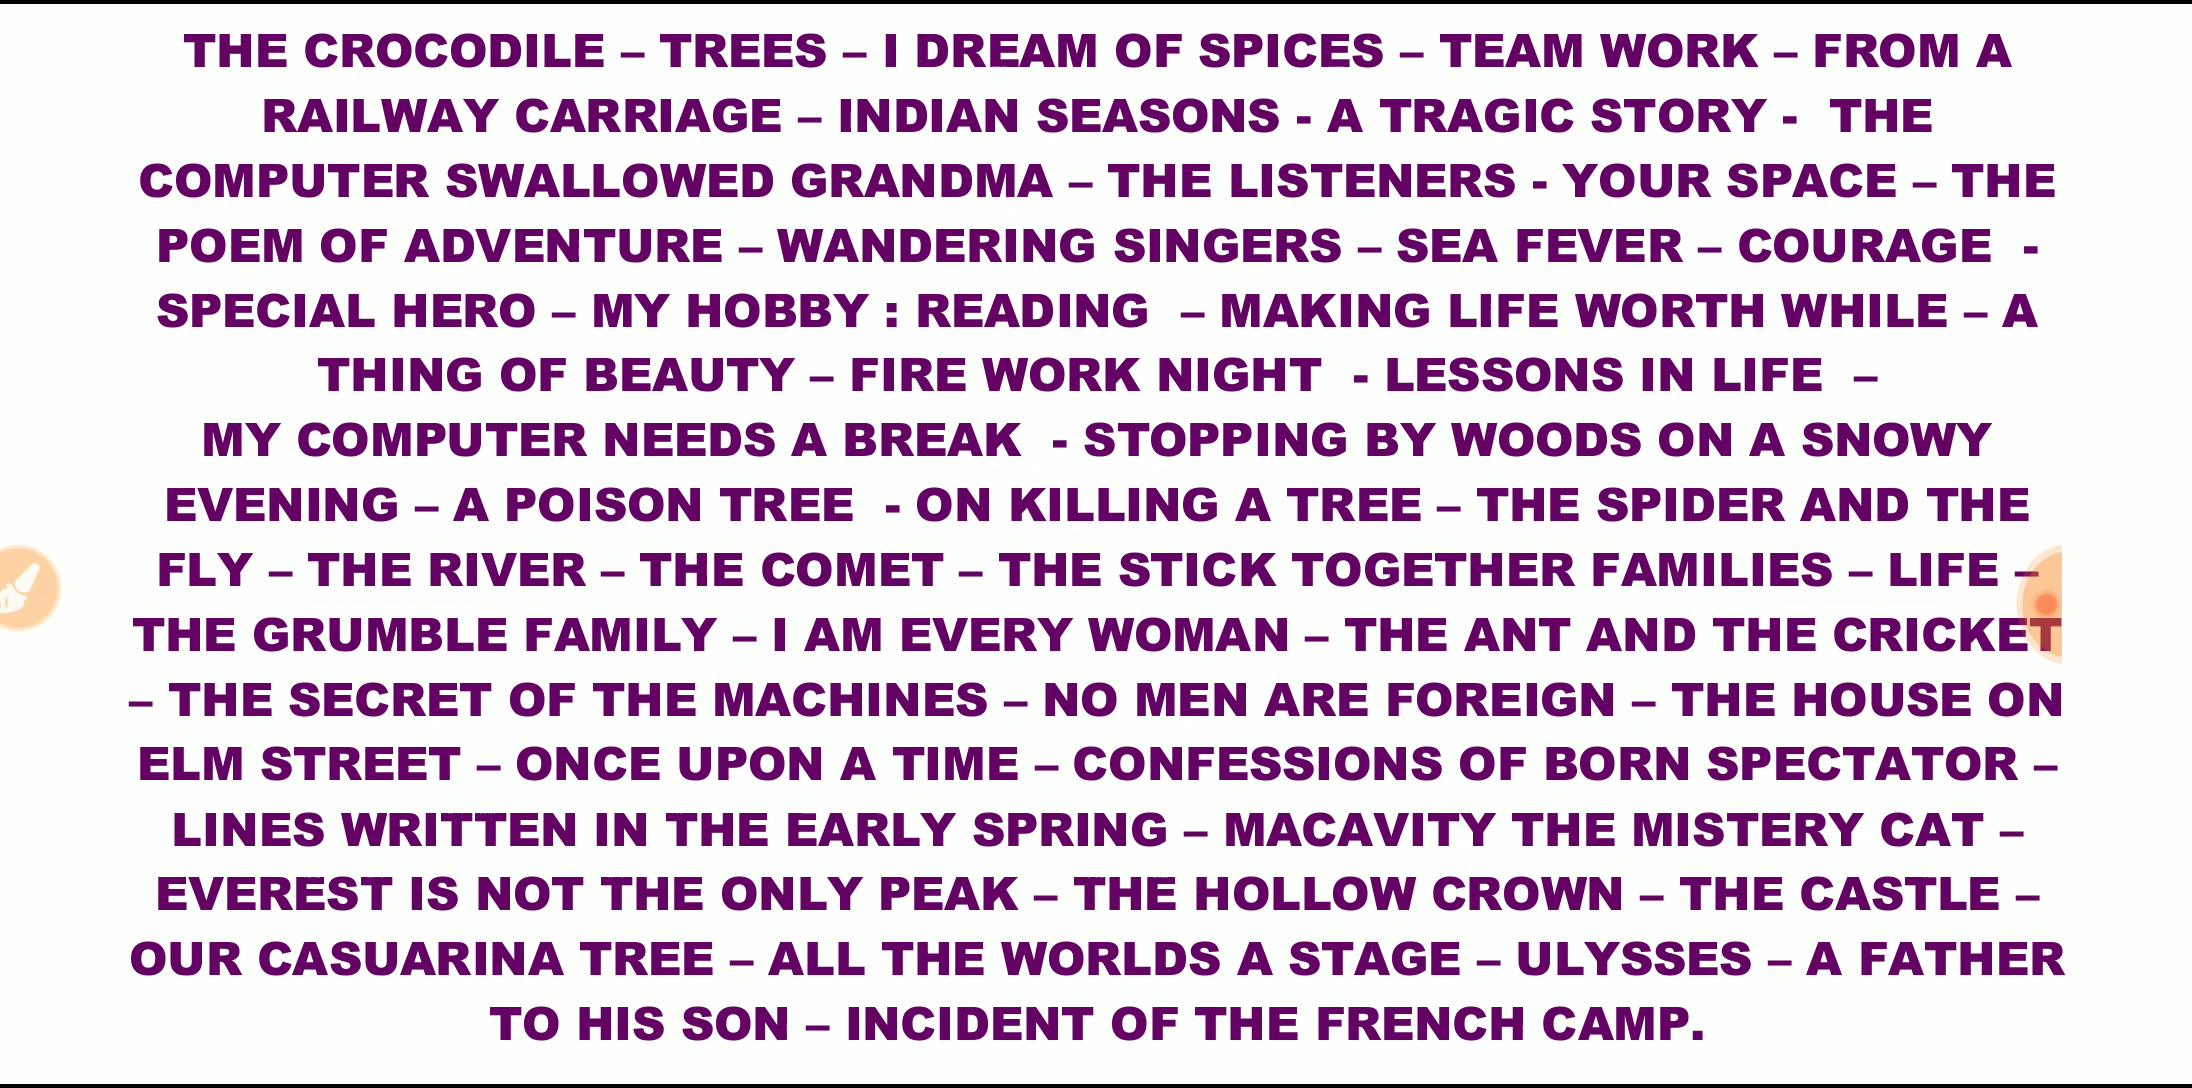 THE CROCODILE – TREES – I DREAM OF SPICES – TEAM WORK – FROM A
RAILWAY CARRIAGE – INDIAN SEASONS - A TRAGIC STORY -  THE
COMPUTER SWALLOWED GRANDMA – THE LISTENERS - YOUR SPACE – THE
POEM OF ADVENTURE – WANDERING SINGERS – SEA FEVER – COURAGE  -
SPECIAL HERO – MY HOBBY : READING  – MAKING LIFE WORTH WHILE – A
THING OF BEAUTY – FIRE WORK NIGHT  - LESSONS IN LIFE  –
MY COMPUTER NEEDS A BREAK  - STOPPING BY WOODS ON A SNOWY
EVENING – A POISON TREE  - ON KILLING A TREE – THE SPIDER AND THE
FLY – THE RIVER – THE COMET – THE STICK TOGETHER FAMILIES – LIFE –
THE GRUMBLE FAMILY – I AM EVERY WOMAN – THE ANT AND THE CRICKET
– THE SECRET OF THE MACHINES – NO MEN ARE FOREIGN – THE HOUSE ON
ELM STREET – ONCE UPON A TIME – CONFESSIONS OF BORN SPECTATOR –
LINES WRITTEN IN THE EARLY SPRING – MACAVITY THE MISTERY CAT –
EVEREST IS NOT THE ONLY PEAK – THE HOLLOW CROWN – THE CASTLE –
OUR CASUARINA TREE – ALL THE WORLDS A STAGE – ULYSSES – A FATHER
TO HIS SON – INCIDENT OF THE FRENCH CAMP.